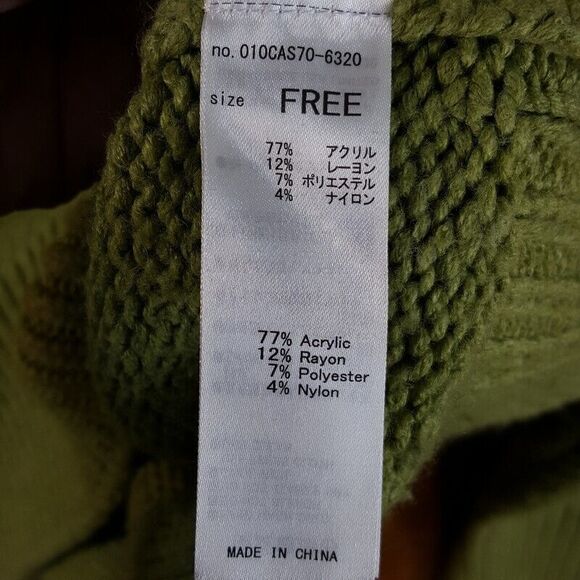 no. 010CAS70-6320
size FREE
77% アクリル
12% レーヨン
7% ポリエステル
4% ナイロン
77% Acrylic
12% Rayon
7% Polyester
4% Nylon
MADE IN CHINA